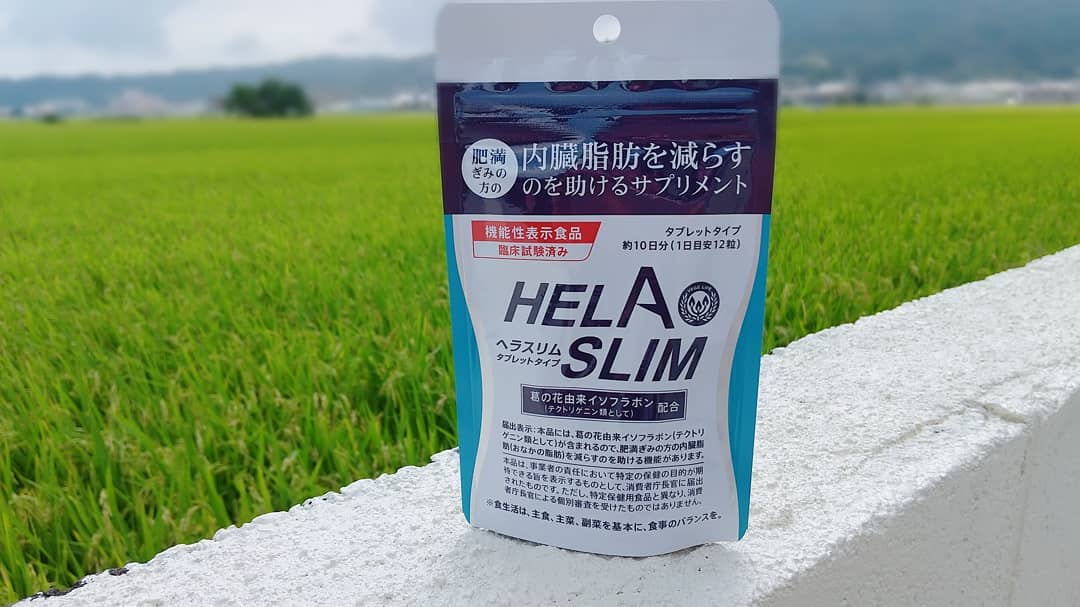 肥満
ぎみの
方の
内臓脂肪を減らす
のを助けるサプリメント
機能性表示食品
臨床試験済み
タブレットタイプ
約10日分(1日目安12粒)
HELA
VEGE LIFE
ヘラスリム
タブレットタイプ
SLIM
葛の花由来イソフラボン
(テクトリゲニン類として)
配合
届出表示:本品には、葛の花由来イソフラボン(テクトリ
ゲニン類として)が含まれるので、肥満ぎみの方の内臓脂
肪(おなかの脂肪)を減らすのを助ける機能があります。
本品は、事業者の責任において特定の保健の目的が期
待できる旨を表示するものとして、消費者庁長官に届出
されたものです。ただし、特定保健用食品と異なり、消費
者庁長官による個別審査を受けたものではありません。
※食生活は、主食、主菜、副菜を基本に、食事のバランスを。